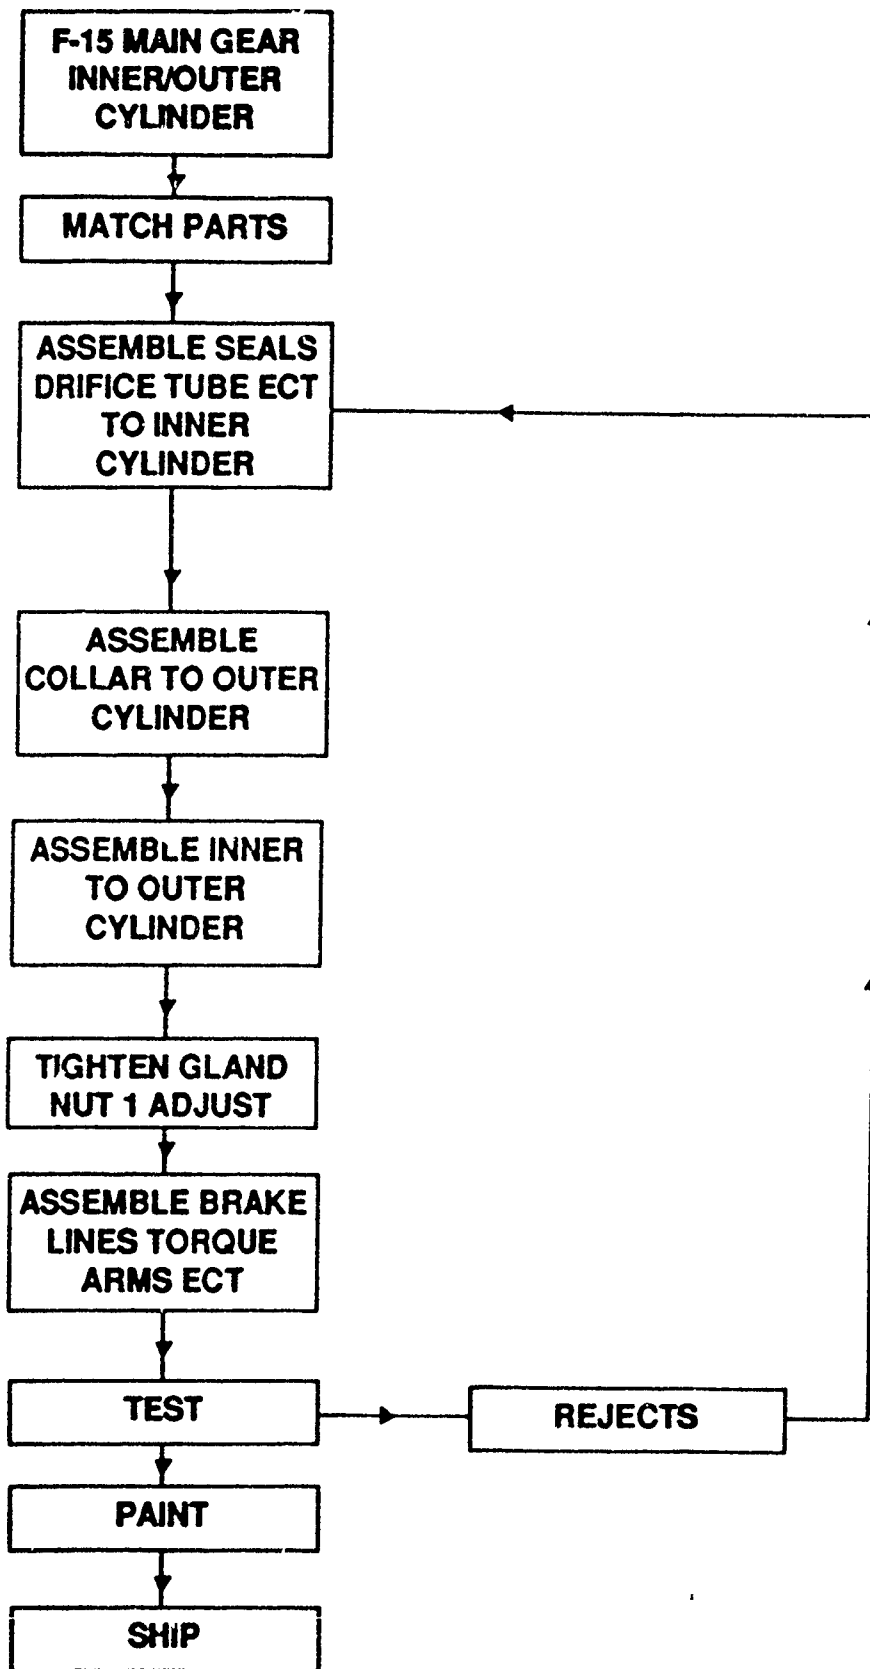 F-15 MAIN GEAR
INNER/OUTER
CYLINDER
MATCH PARTS
ASSEMBLE SEALS
DRIFICE TUBE ECT
TO INNER
CYLINDER
ASSEMBLE
COLLAR TO OUTER
CYLINDER
ASSEMBLE INNER
TO OUTER
CYLINDER
TIGHTEN GLAND
NUT 1 ADJUST
ASSEMBLE BRAKE
LINES TORQUE
ARMS ECT
TEST
REJECTS
PAINT
SHIP